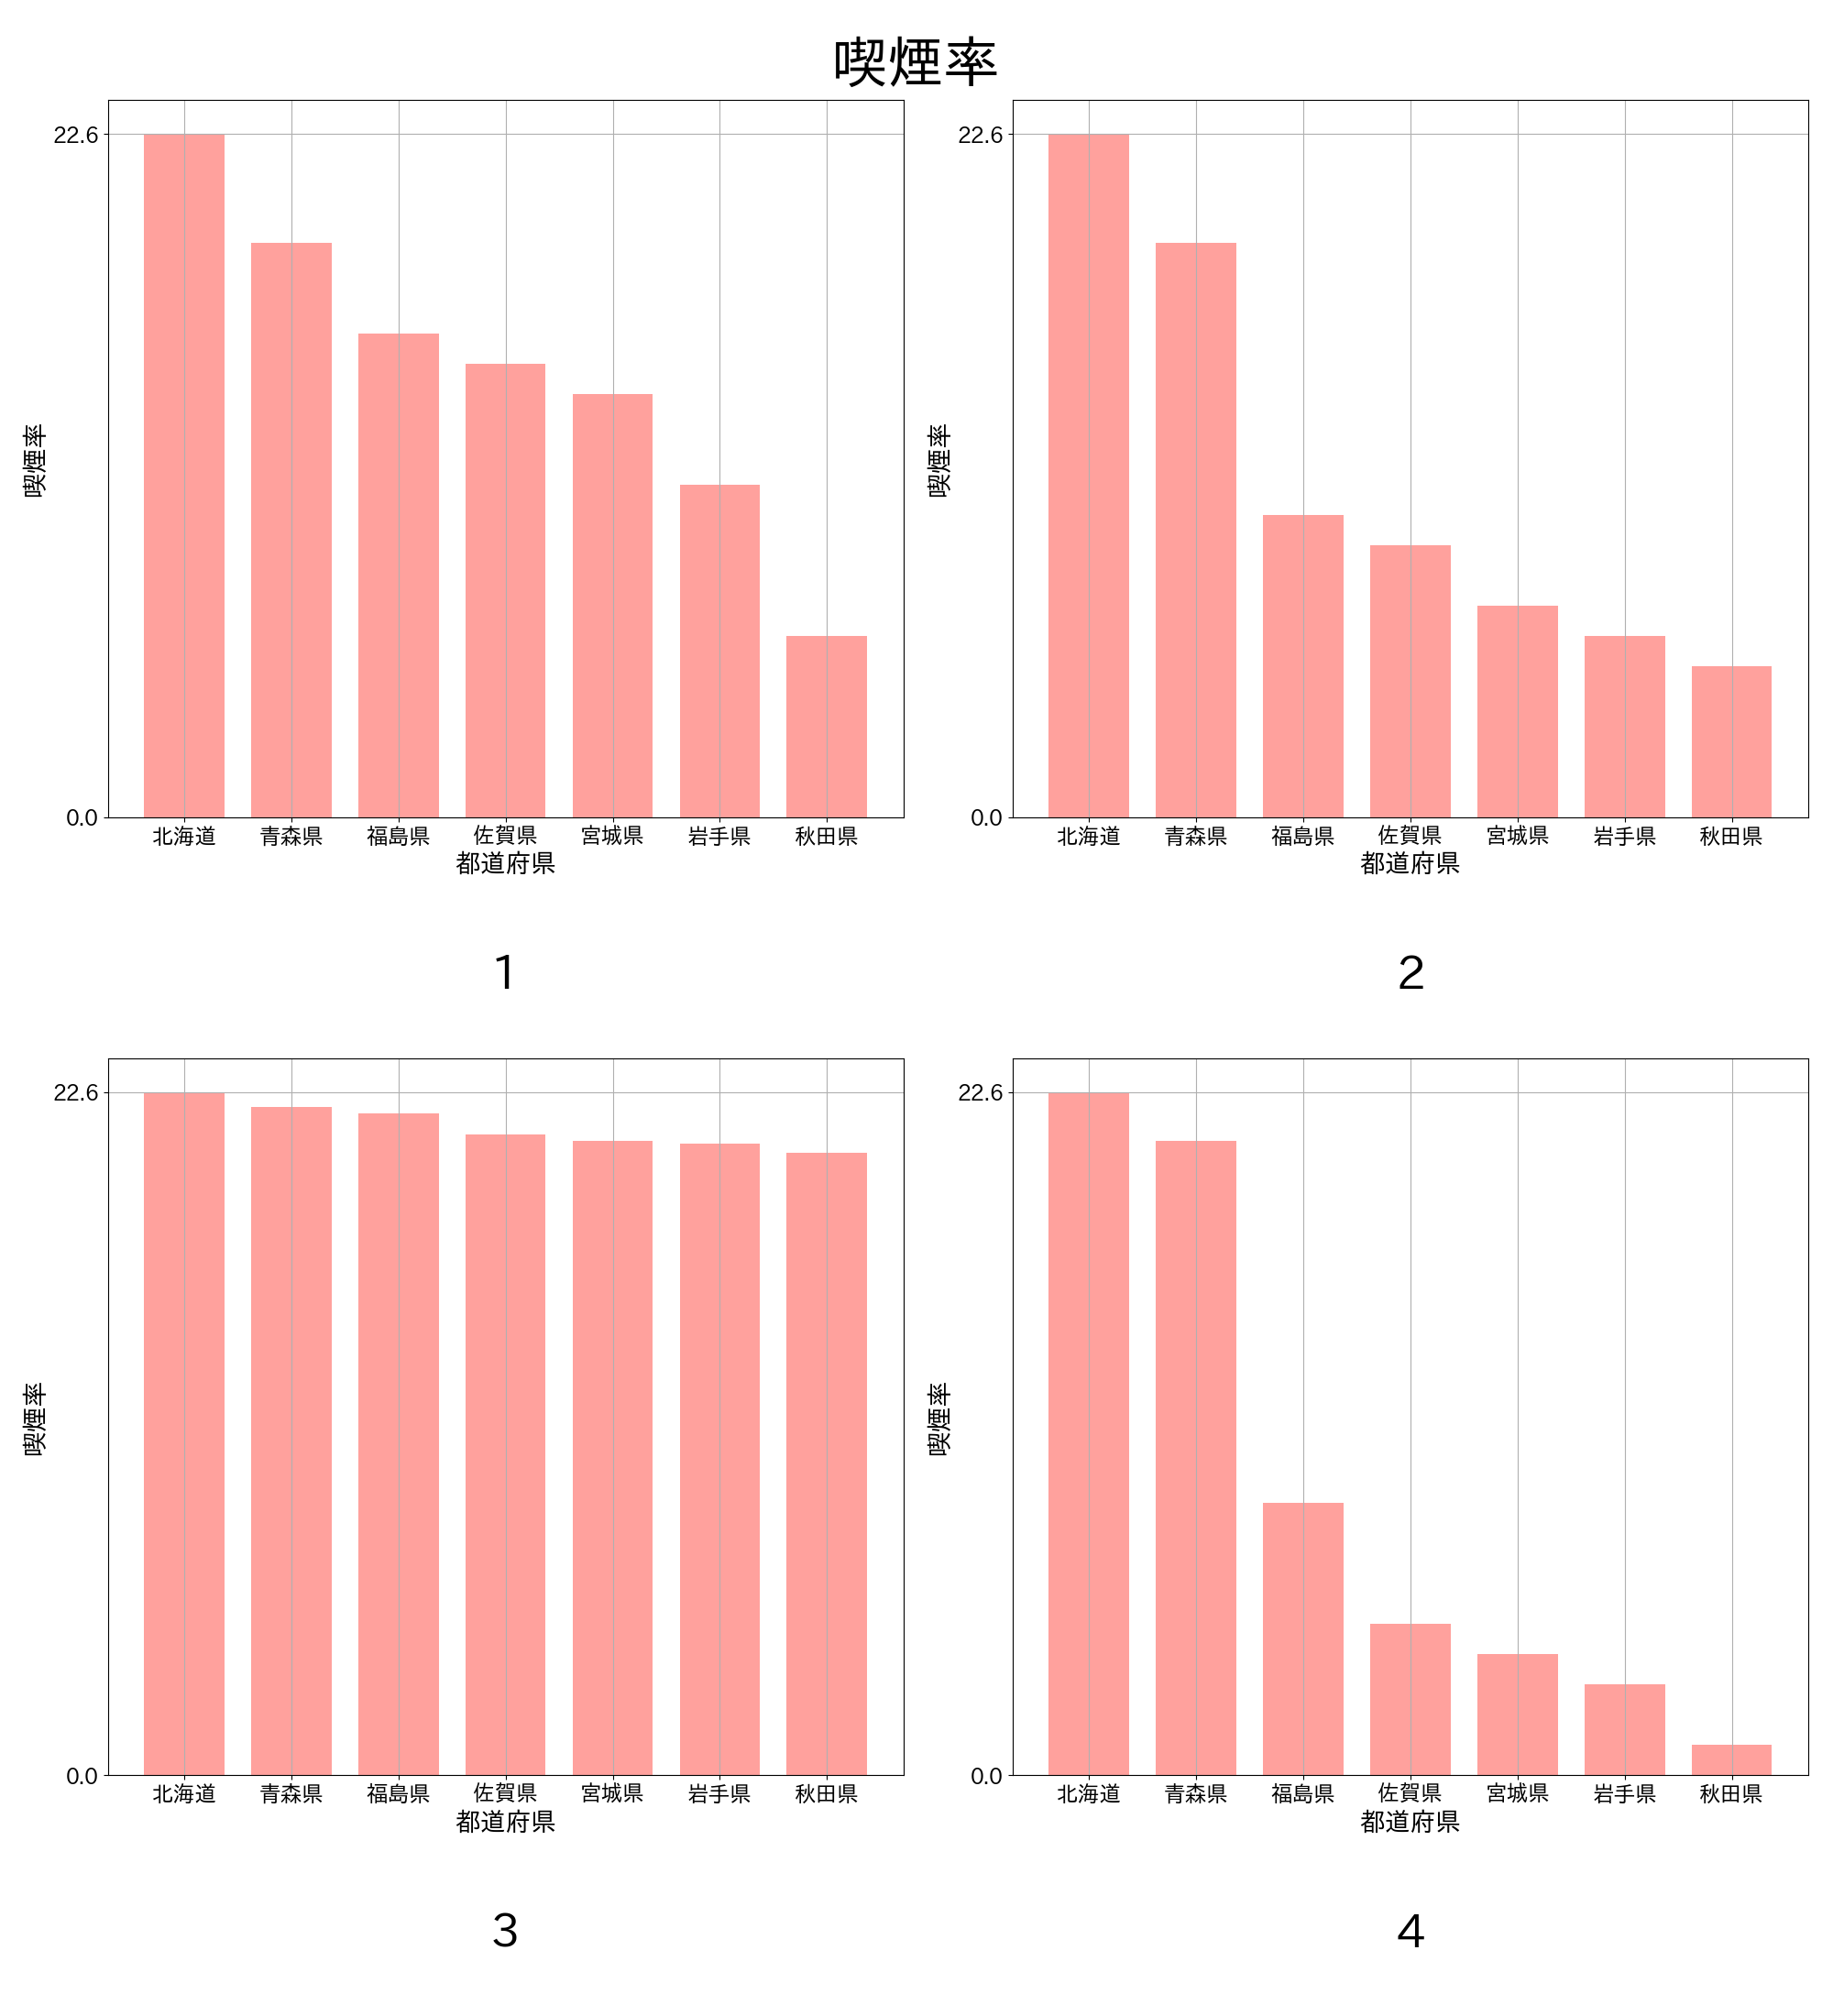 喫煙率
22.6
0.0
喫煙率
北海道 青森県 福島県 佐賀県 宮城県 岩手県 秋田県
都道府県
1
22.6
0.0
喫煙率
北海道 青森県 福島県 佐賀県 宮城県 岩手県 秋田県
都道府県
2
22.6
0.0
喫煙率
北海道 青森県 福島県 佐賀県 宮城県 岩手県 秋田県
都道府県
3
22.6
0.0
喫煙率
北海道 青森県 福島県 佐賀県 宮城県 岩手県 秋田県
都道府県
4